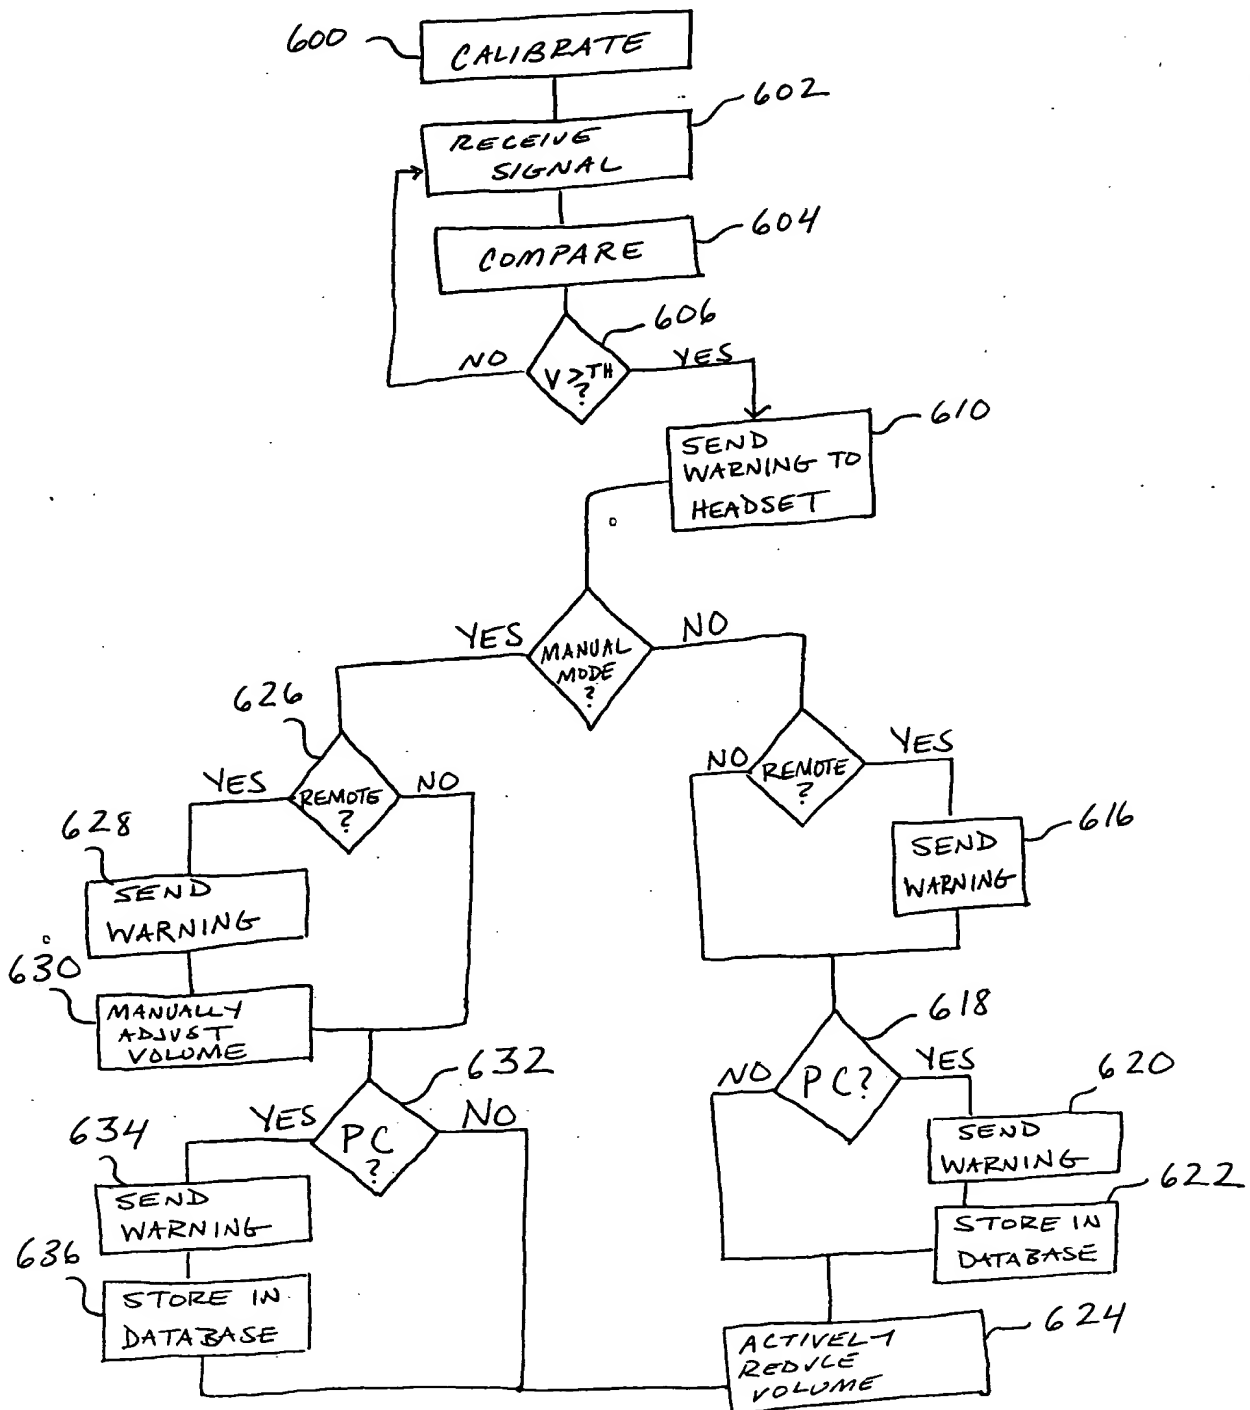 600
CALIBRATE
602
RECEIVE
SIGNAL
604
COMPARE
606
NO
V > TH
?
YES
610
SEND
WARNING TO
HEADSET
YES
MANUAL
MODE
?
NO
626
YES
REMOTE
?
NO
NO
REMOTE
?
YES
628
SEND
WARNING
616
SEND
WARNING
630
MANUALLY
ADJUST
VOLUME
618
NO
PC?
YES
632
YES
PC
?
NO
620
SEND
WARNING
634
SEND
WARNING
622
STORE IN
DATABASE
636
STORE IN
DATABASE
624
ACTIVELY
REDUCE
VOLUME